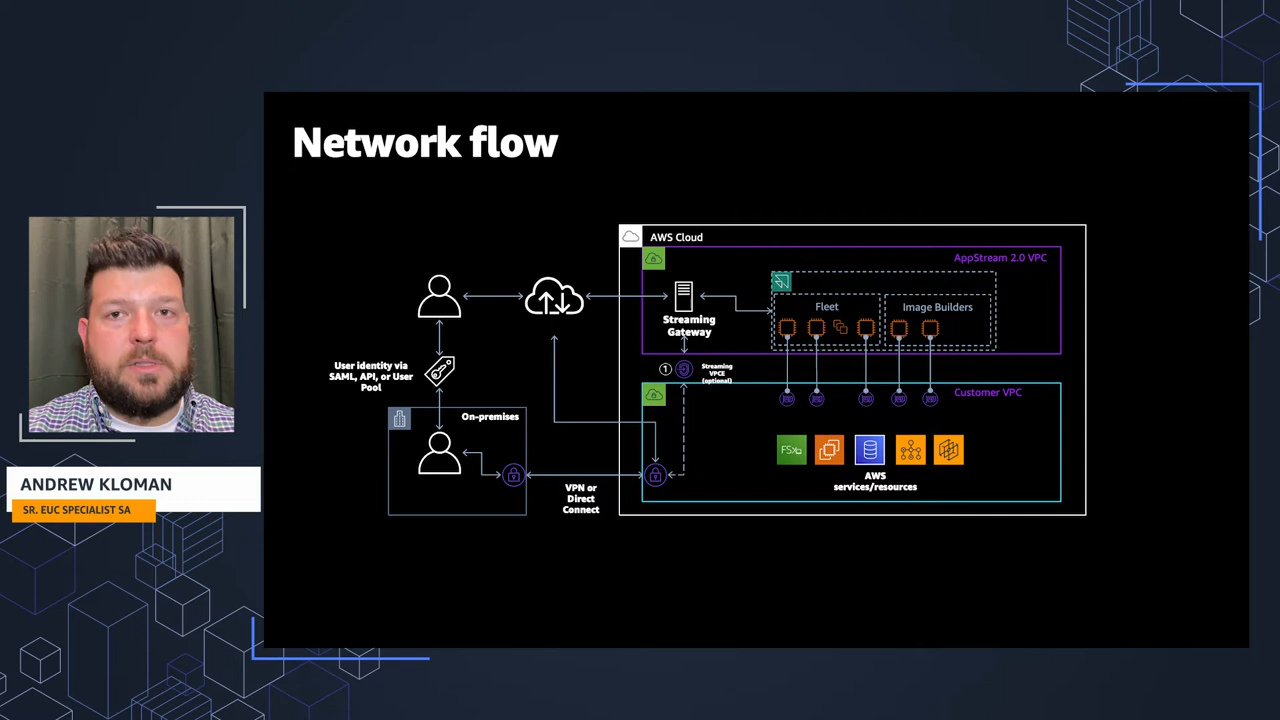 Network flow
AWS Cloud
AppStream 2.0 VPC
Fleet
Image Builders
Streaming
Gateway
User identity via
SAML, API, or User
Pool
1
Streaming
VPCE
(optional)
Customer VPC
On-premises
FSx
AWS
services/resources
VPN or
Direct
Connect
ANDREW KLOMAN
SR. EUC SPECIALIST SA